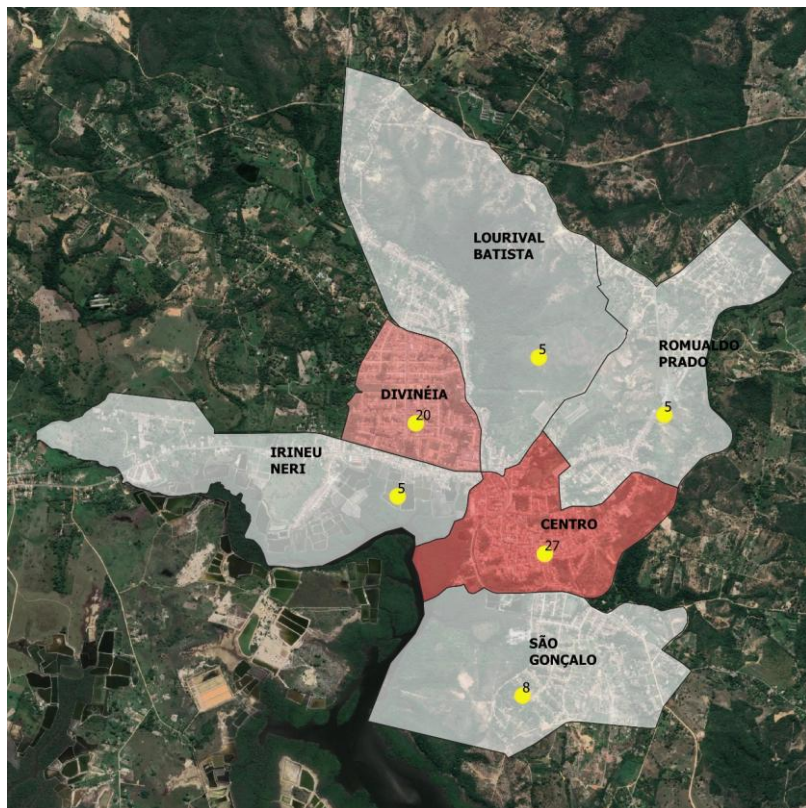 LOURIVAL
BATISTA
5
ROMUALDO
PRADO
5
DIVINÉIA
20
IRINEU
NERI
5
CENTRO
27
SÃO
GONÇALO
8